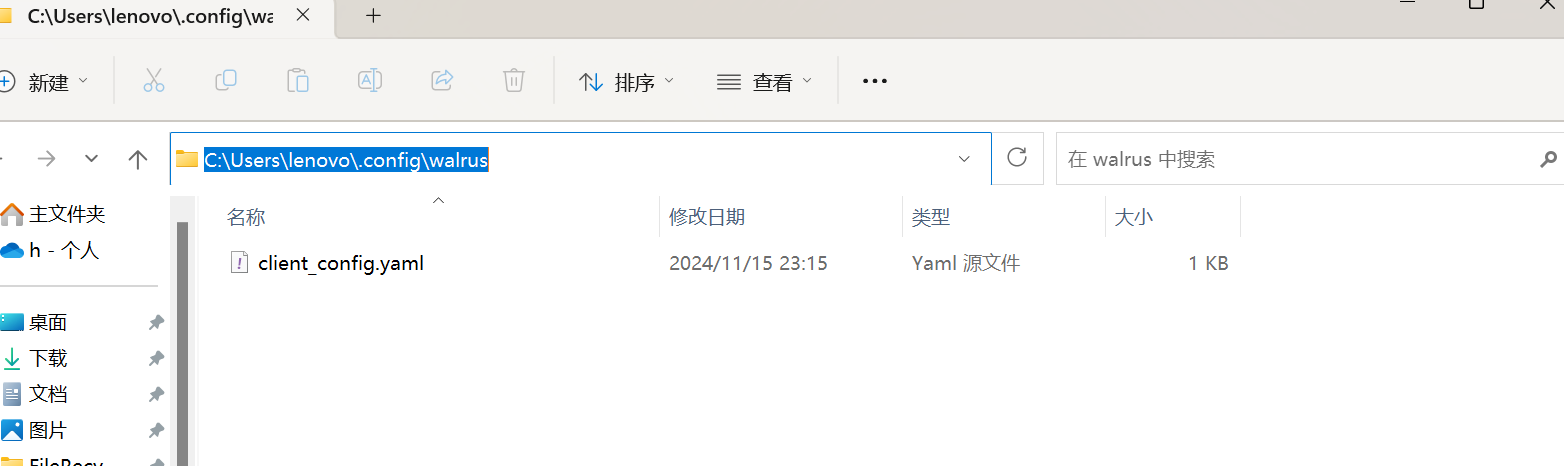 C:\Users\lenovo\.config\wa
新建
排序
查看
C:\Users\lenovo\.config\walrus
在 walrus 中搜索
主文件夹
h - 个人
桌面
下载
文档
图片
FileRecy
名称 修改日期 类型 大小
client_config.yaml 2024/11/15 23:15 Yaml 源文件 1 KB